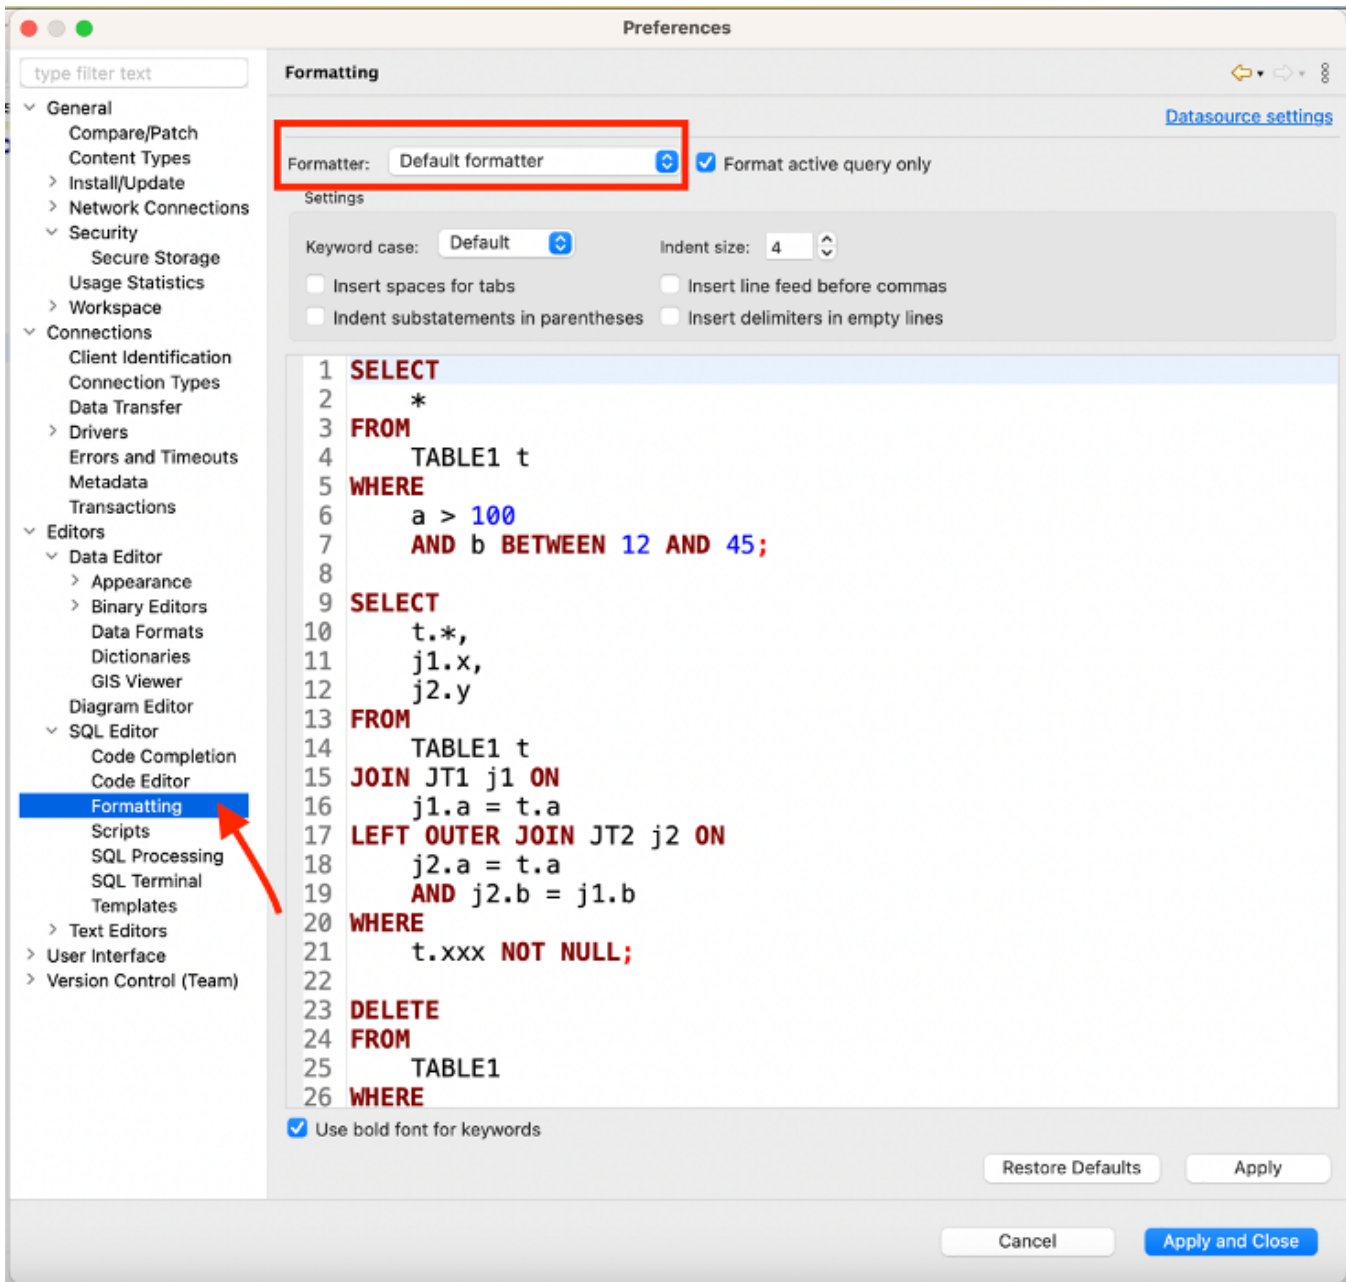 Preferences
type filter text
General
Compare/Patch
Content Types
Install/Update
Network Connections
Security
Secure Storage
Usage Statistics
Workspace
Connections
Client Identification
Connection Types
Data Transfer
Drivers
Errors and Timeouts
Metadata
Transactions
Editors
Data Editor
Appearance
Binary Editors
Data Formats
Dictionaries
GIS Viewer
Diagram Editor
SQL Editor
Code Completion
Code Editor
Formatting
Scripts
SQL Processing
SQL Terminal
Templates
Text Editors
User Interface
Version Control (Team)
Formatting
Datasource settings
Formatter: Default formatter Format active query only
Settings
Keyword case: Default Indent size: 4
Insert spaces for tabs Insert line feed before commas
Indent substatements in parentheses Insert delimiters in empty lines
1 SELECT
2 *
3 FROM
4 TABLE1 t
5 WHERE
6 a > 100
7 AND b BETWEEN 12 AND 45;
8
9 SELECT
10 t.*,
11 j1.x,
12 j2.y
13 FROM
14 TABLE1 t
15 JOIN JT1 j1 ON
16 j1.a = t.a
17 LEFT OUTER JOIN JT2 j2 ON
18 j2.a = t.a
19 AND j2.b = j1.b
20 WHERE
21 t.xxx NOT NULL;
22
23 DELETE
24 FROM
25 TABLE1
26 WHERE
Use bold font for keywords
Restore Defaults Apply
Cancel Apply and Close